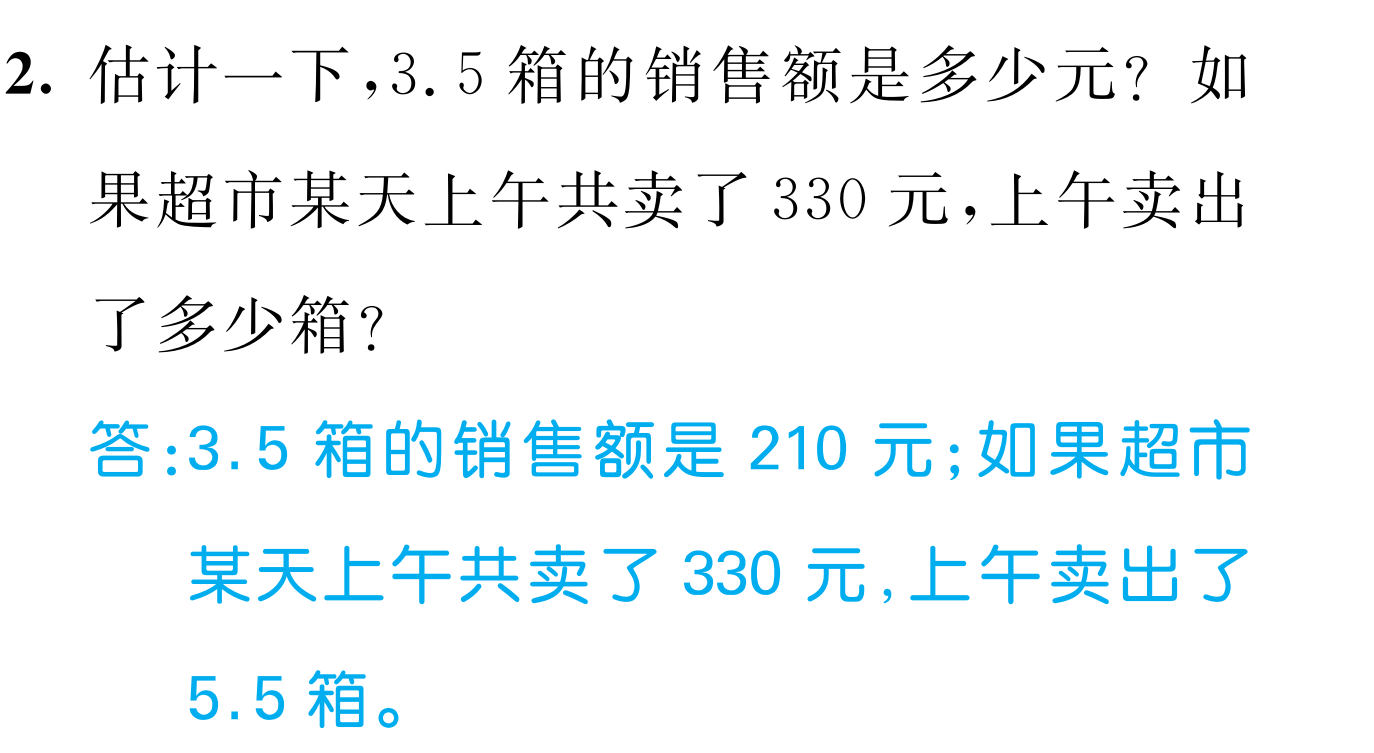 2. 估计一下,3.5 箱的销售额是多少元? 如
果超市某天上午共卖了 330 元,上午卖出
了多少箱?
答:3.5 箱的销售额是 210 元;如果超市
某天上午共卖了 330 元,上午卖出了
5.5 箱。